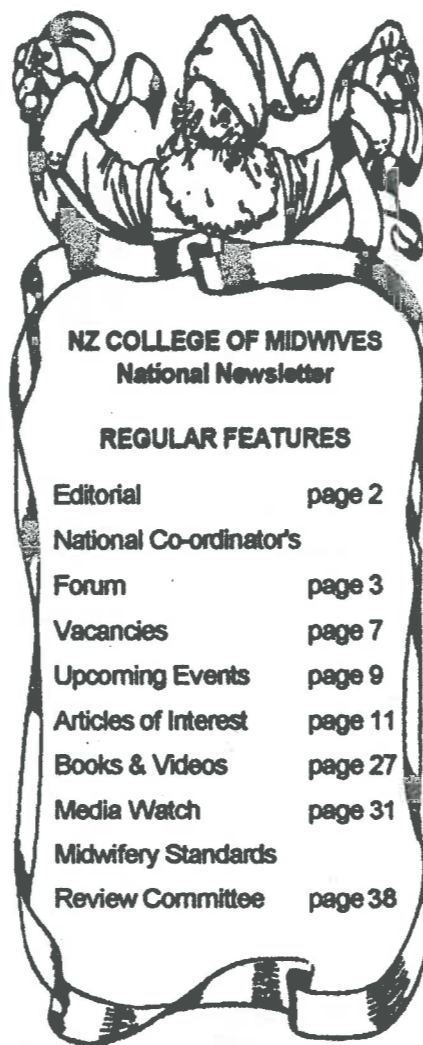 NZ COLLEGE OF MIDWIVES
National Newsletter
REGULAR FEATURES
Editorial page 2
National Co-ordinator's
Forum page 3
Vacancies page 7
Upcoming Events page 9
Articles of Interest page 11
Books & Videos page 27
Media Watch page 31
Midwifery Standards
Review Committee page 38